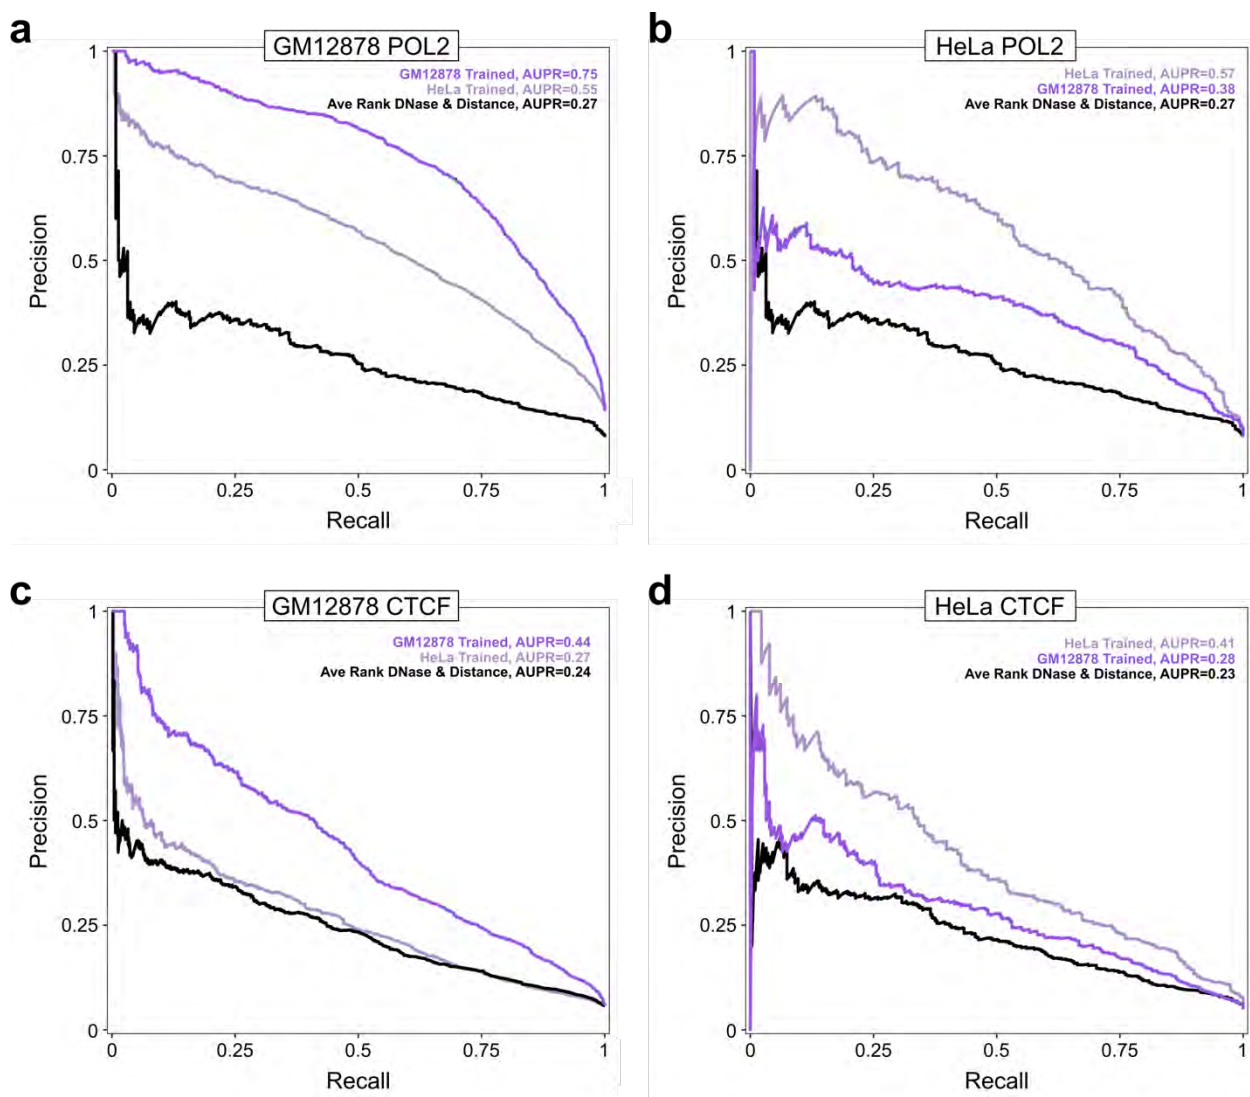 a
GM12878 POL2
GM12878 Trained, AUPR=0.75
HeLa Trained, AUPR=0.55
Ave Rank DNase & Distance, AUPR=0.27
1
0.75
0.5
0.25
0
Precision
0
0.25
0.5
0.75
1
Recall
b
HeLa POL2
HeLa Trained, AUPR=0.57
GM12878 Trained, AUPR=0.38
Ave Rank DNase & Distance, AUPR=0.27
1
0.75
0.5
0.25
0
Precision
0
0.25
0.5
0.75
1
Recall
c
GM12878 CTCF
GM12878 Trained, AUPR=0.44
HeLa Trained, AUPR=0.27
Ave Rank DNase & Distance, AUPR=0.24
1
0.75
0.5
0.25
0
Precision
0
0.25
0.5
0.75
1
Recall
d
HeLa CTCF
HeLa Trained, AUPR=0.41
GM12878 Trained, AUPR=0.28
Ave Rank DNase & Distance, AUPR=0.23
1
0.75
0.5
0.25
0
Precision
0
0.25
0.5
0.75
1
Recall